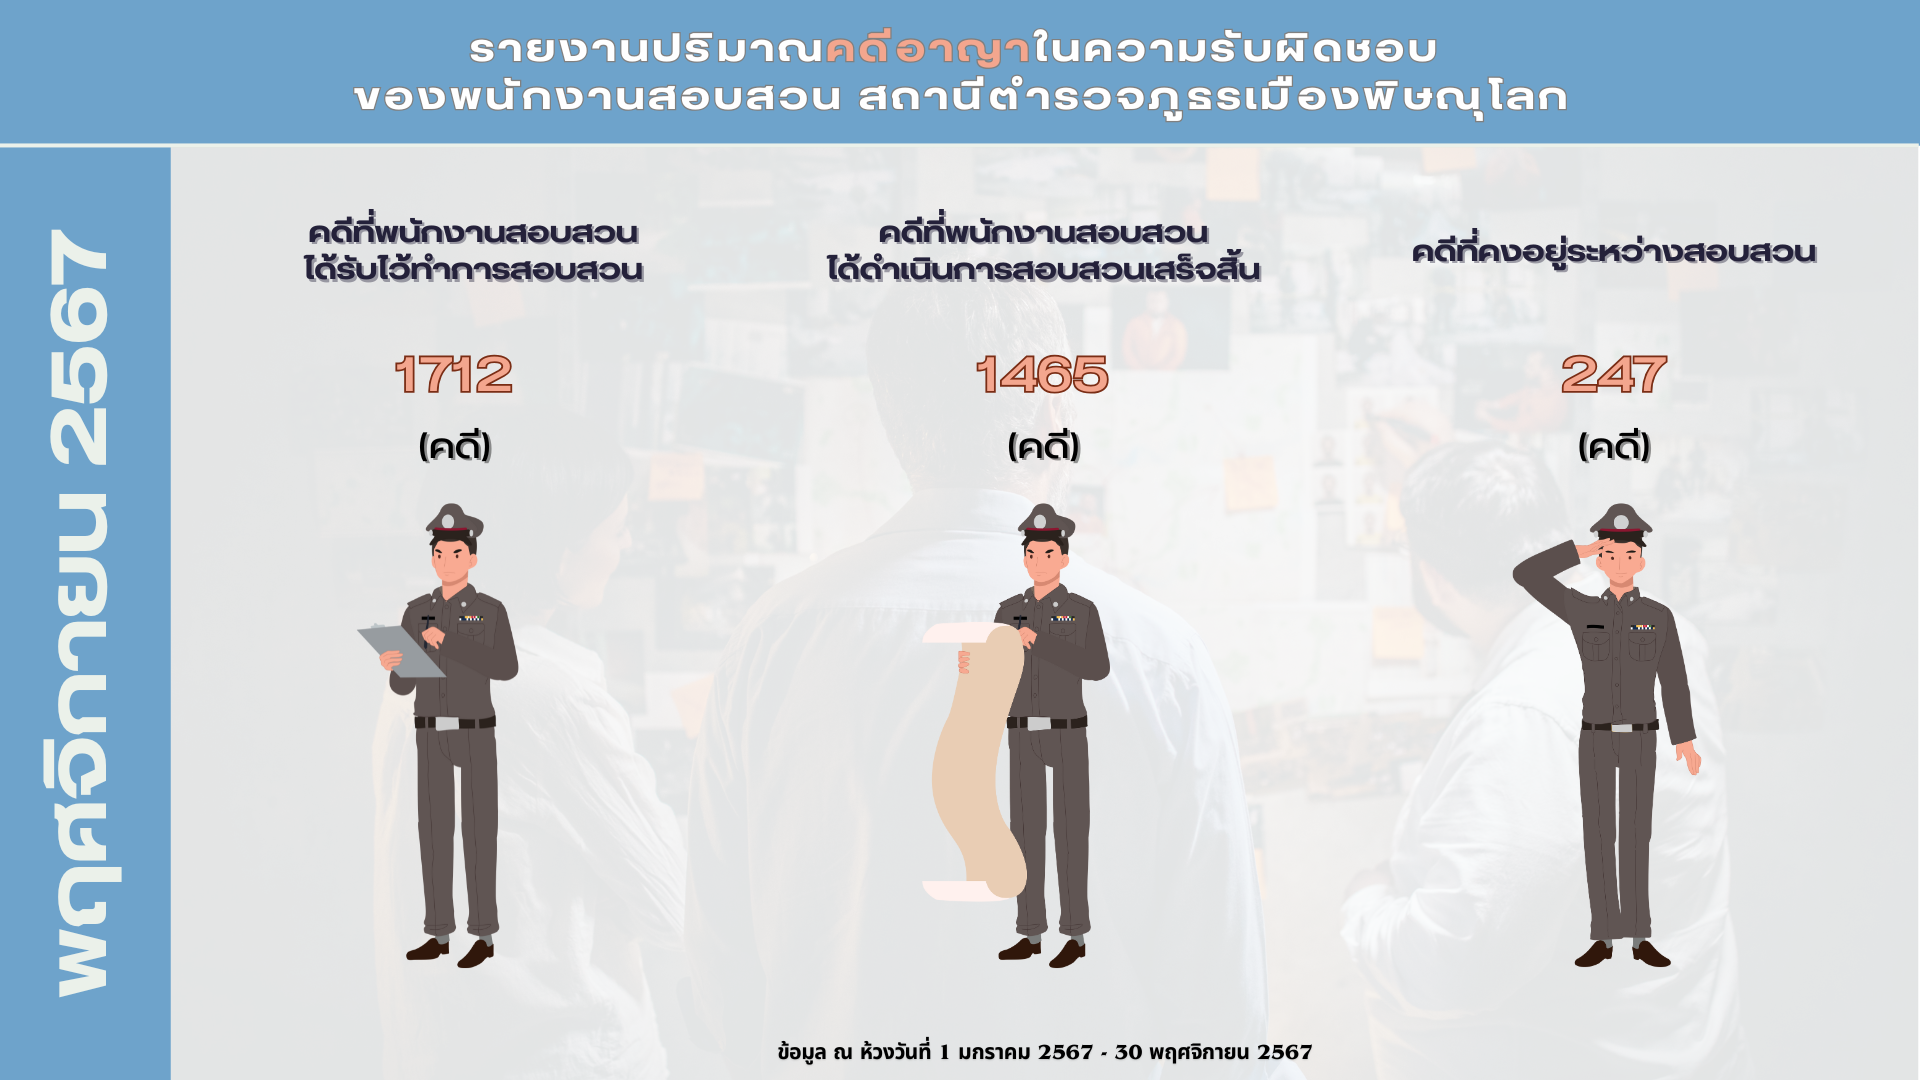 รายงานปริมาณคดีอาญาในความรับผิดชอบ
ของพนักงานสอบสวน สถานีตำรวจภูธรเมืองพิษณุโลก
พฤศจิกายน 2567
คดีที่พนักงานสอบสวน
ได้รับไว้ทำการสอบสวน
1712
(คดี)
คดีที่พนักงานสอบสวน
ได้ดำเนินการสอบสวนเสร็จสิ้น
1465
(คดี)
คดีที่คงอยู่ระหว่างสอบสวน
247
(คดี)
ข้อมูล ณ ห้วงวันที่ 1 มกราคม 2567 - 30 พฤศจิกายน 2567